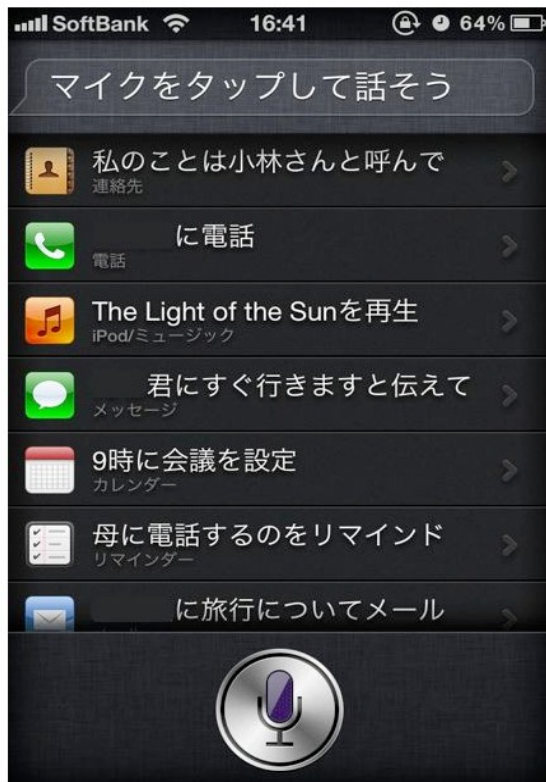 SoftBank 16:41 64%
マイクをタップして話そう
私のことは小林さんと呼んで
連絡先
に電話
電話
The Light of the Sunを再生
iPod/ミュージック
君にすぐ行きますと伝えて
メッセージ
9時に会議を設定
カレンダー
母に電話するのをリマインド
リマインダー
に旅行についてメール